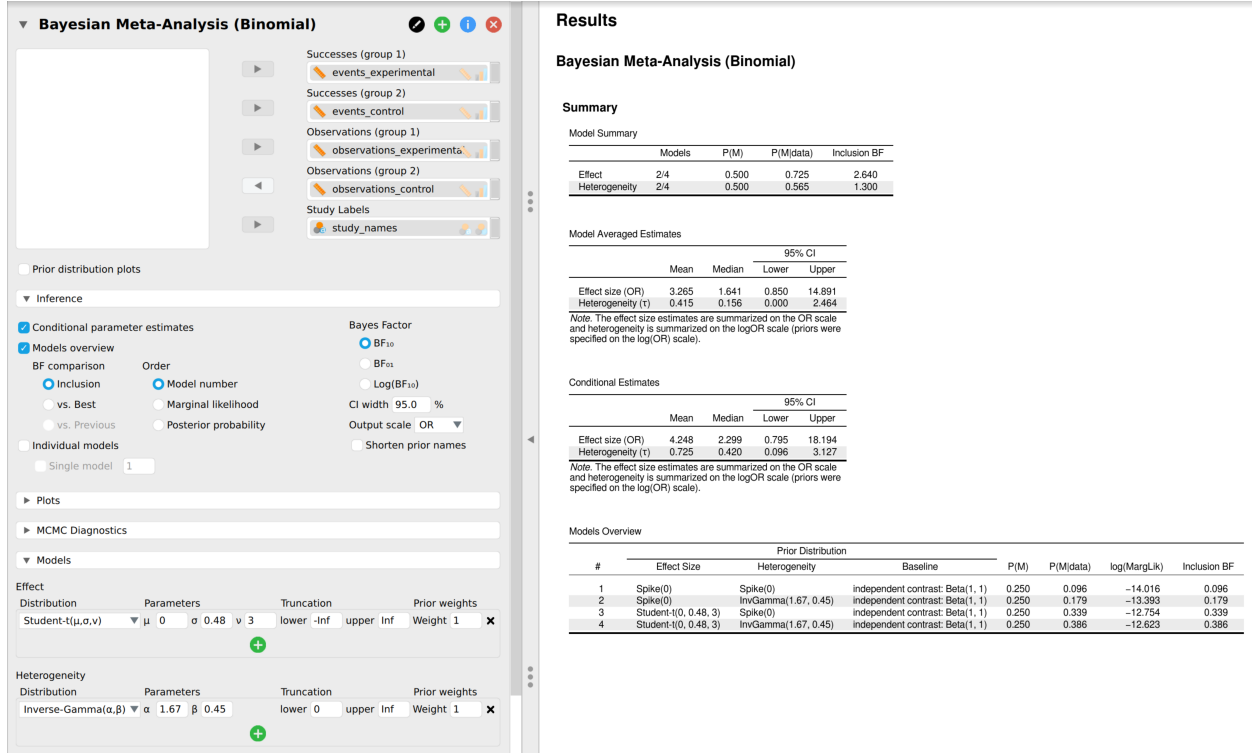 Bayesian Meta-Analysis (Binomial)
Successes (group 1)
events_experimental
Successes (group 2)
events_control
Observations (group 1)
observations_experimenta
Observations (group 2)
observations_control
Study Labels
study_names
Prior distribution plots
Inference
Conditional parameter estimates
Models overview
BF comparison Order
Inclusion Model number
vs. Best Marginal likelihood
vs. Previous Posterior probability
Individual models
Single model 1
Bayes Factor
BF₁₀
BF₀₁
Log(BF₁₀)
CI width 95.0 %
Output scale OR
Shorten prior names
Plots
MCMC Diagnostics
Models
Effect
Distribution Parameters Truncation Prior weights
Student-t(μ,σ,ν) μ 0 σ 0.48 ν 3 lower -Inf upper Inf Weight 1
Heterogeneity
Distribution Parameters Truncation Prior weights
Inverse-Gamma(α,β) α 1.67 β 0.45 lower 0 upper Inf Weight 1
Results
Bayesian Meta-Analysis (Binomial)
Summary
Model Summary
Models P(M) P(M|data) Inclusion BF
Effect 2/4 0.500 0.725 2.640
Heterogeneity 2/4 0.500 0.565 1.300
Model Averaged Estimates
95% CI
Mean Median Lower Upper
Effect size (OR) 3.265 1.641 0.850 14.891
Heterogeneity (τ) 0.415 0.156 0.000 2.464
Note. The effect size estimates are summarized on the OR scale
and heterogeneity is summarized on the logOR scale (priors were
specified on the log(OR) scale).
Conditional Estimates
95% CI
Mean Median Lower Upper
Effect size (OR) 4.248 2.299 0.795 18.194
Heterogeneity (τ) 0.725 0.420 0.096 3.127
Note. The effect size estimates are summarized on the OR scale
and heterogeneity is summarized on the logOR scale (priors were
specified on the log(OR) scale).
Models Overview
Prior Distribution
# Effect Size Heterogeneity Baseline P(M) P(M|data) log(MargLik) Inclusion BF
1 Spike(0) Spike(0) independent contrast: Beta(1, 1) 0.250 0.096 −14.016 0.096
2 Spike(0) InvGamma(1.67, 0.45) independent contrast: Beta(1, 1) 0.250 0.179 −13.393 0.179
3 Student-t(0, 0.48, 3) Spike(0) independent contrast: Beta(1, 1) 0.250 0.339 −12.754 0.339
4 Student-t(0, 0.48, 3) InvGamma(1.67, 0.45) independent contrast: Beta(1, 1) 0.250 0.386 −12.623 0.386